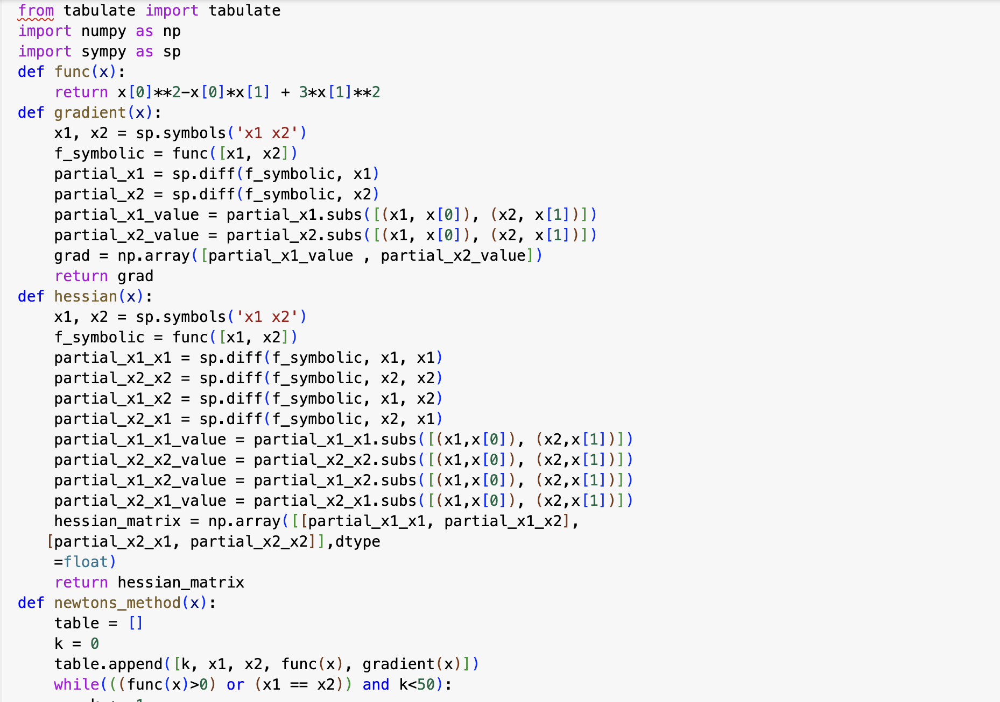 from tabulate import tabulate
import numpy as np
import sympy as sp
def func(x):
    return x[0]**2-x[0]*x[1] + 3*x[1]**2
def gradient(x):
    x1, x2 = sp.symbols('x1 x2')
    f_symbolic = func([x1, x2])
    partial_x1 = sp.diff(f_symbolic, x1)
    partial_x2 = sp.diff(f_symbolic, x2)
    partial_x1_value = partial_x1.subs([(x1, x[0]), (x2, x[1])])
    partial_x2_value = partial_x2.subs([(x1, x[0]), (x2, x[1])])
    grad = np.array([partial_x1_value , partial_x2_value])
    return grad
def hessian(x):
    x1, x2 = sp.symbols('x1 x2')
    f_symbolic = func([x1, x2])
    partial_x1_x1 = sp.diff(f_symbolic, x1, x1)
    partial_x2_x2 = sp.diff(f_symbolic, x2, x2)
    partial_x1_x2 = sp.diff(f_symbolic, x1, x2)
    partial_x2_x1 = sp.diff(f_symbolic, x2, x1)
    partial_x1_x1_value = partial_x1_x1.subs([(x1,x[0]), (x2,x[1])])
    partial_x2_x2_value = partial_x2_x2.subs([(x1,x[0]), (x2,x[1])])
    partial_x1_x2_value = partial_x1_x2.subs([(x1,x[0]), (x2,x[1])])
    partial_x2_x1_value = partial_x2_x1.subs([(x1,x[0]), (x2,x[1])])
    hessian_matrix = np.array([[partial_x1_x1, partial_x1_x2],
   [partial_x2_x1, partial_x2_x2]],dtype
    =float)
    return hessian_matrix
def newtons_method(x):
    table = []
    k = 0
    table.append([k, x1, x2, func(x), gradient(x)])
    while(((func(x)>0) or (x1 == x2)) and k<50):